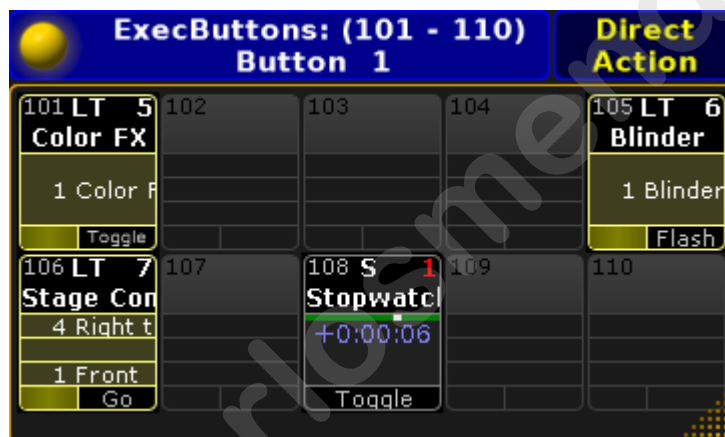 ExecButtons: (101 - 110)
Button 1
Direct
Action
101 LT 5
Color FX
1 Color F
Toggle
102
103
104
105 LT 6
Blinder
1 Blinder
Flash
106 LT 7
Stage Con
4 Right t
1 Front
Go
107
108 S 1
Stopwatcl
+0:00:06
Toggle
109
110